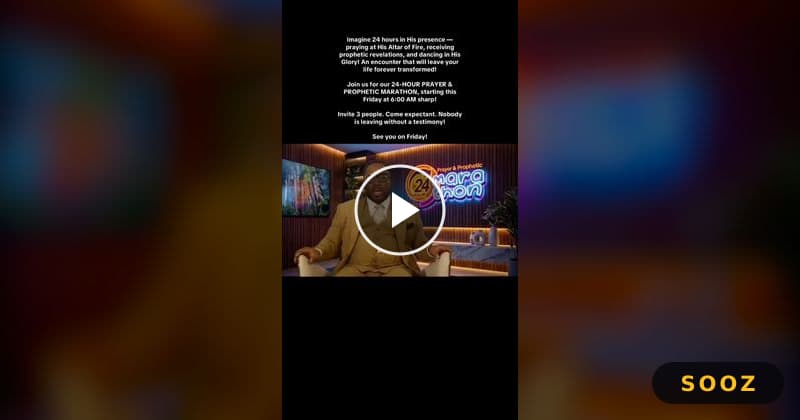 Imagine 24 hours in His presence —
praying at His Altar of Fire, receiving
prophetic revelations, and dancing in His
Glory! An encounter that will leave your
life forever transformed!
Join us for our 24-HOUR PRAYER &
PROPHETIC MARATHON, starting this
Friday at 6:00 AM sharp!
Invite 3 people. Come expectant. Nobody
is leaving without a testimony!
See you on Friday!
Prayer & Prophetic
24
mara
thon
SOOZ